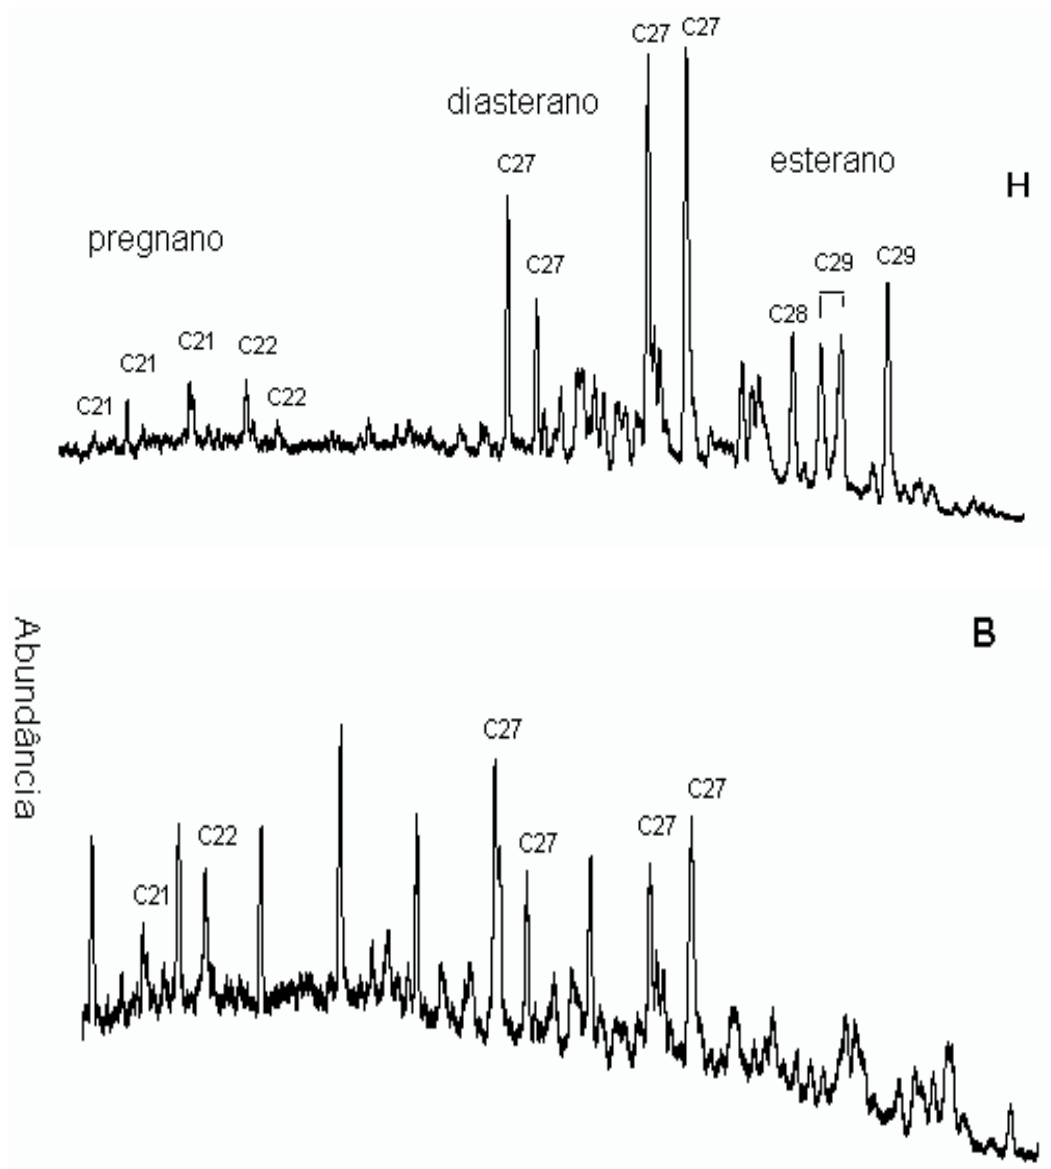 C27 C27
diasterano
C27
esterano
H
pregnano
C27
C29
C29
C28
C21
C22
C21
C22
C21
B
Abundância
C27
C27
C27
C27
C22
C21